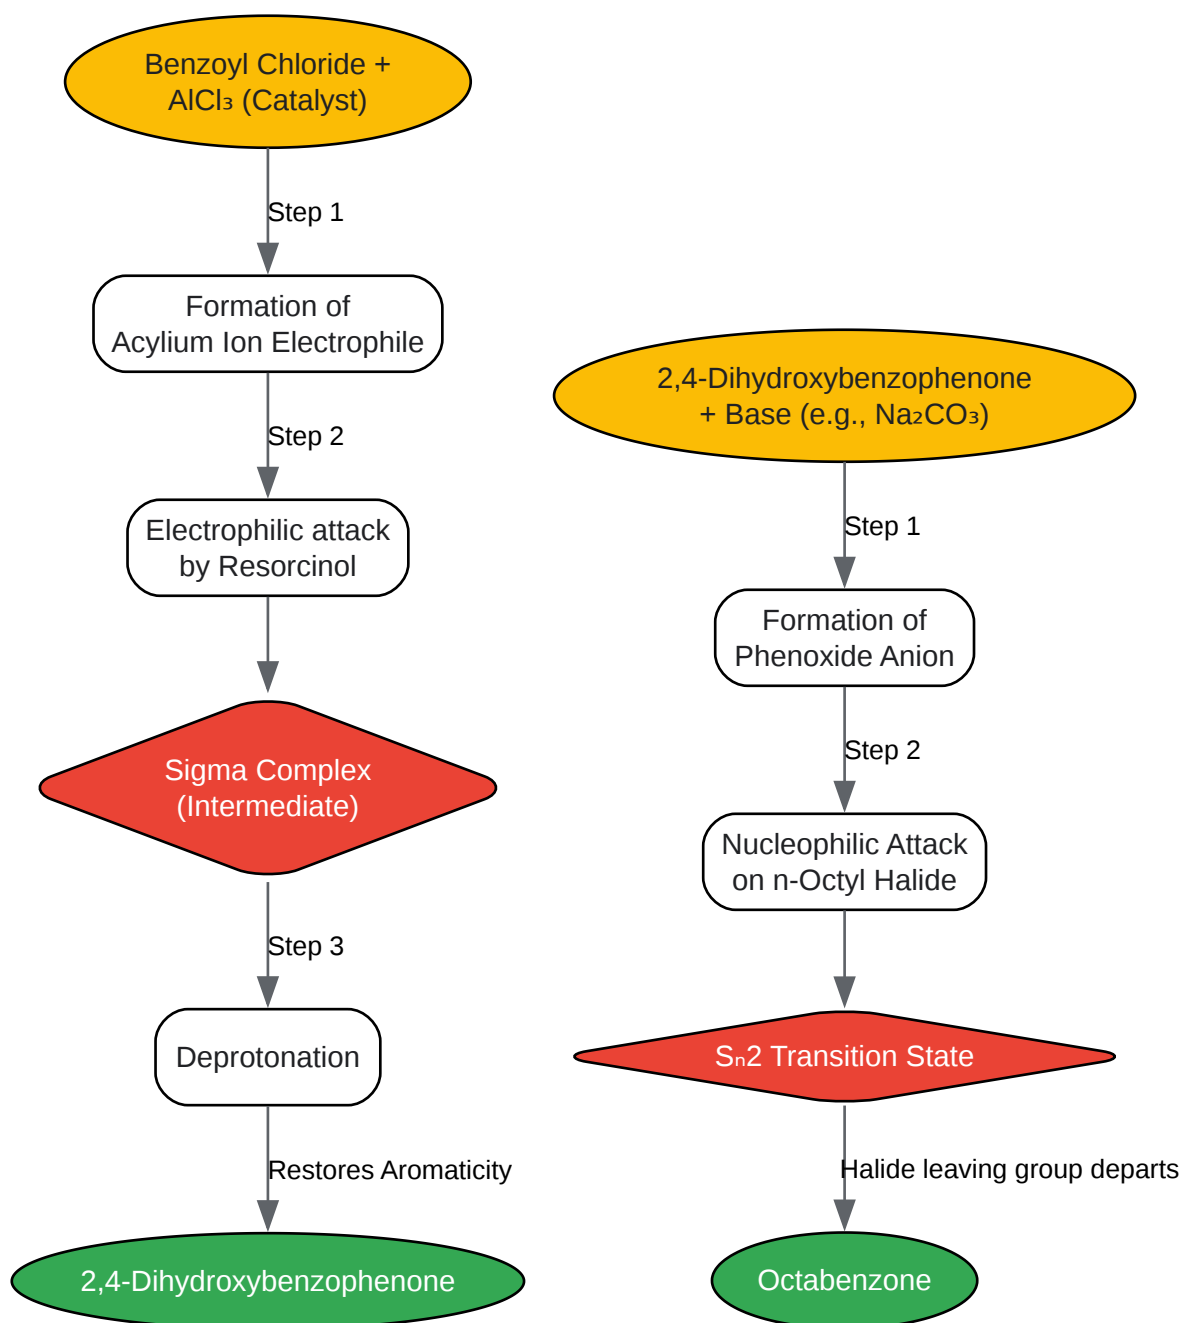 Benzoyl Chloride +
AlCl₃ (Catalyst)
Step 1
Formation of
Acylium Ion Electrophile
Step 2
Electrophilic attack
by Resorcinol
Sigma Complex
(Intermediate)
Step 3
Deprotonation
Restores Aromaticity
2,4-Dihydroxybenzophenone
2,4-Dihydroxybenzophenone
+ Base (e.g., Na₂CO₃)
Step 1
Formation of
Phenoxide Anion
Step 2
Nucleophilic Attack
on n-Octyl Halide
Sₙ2 Transition State
Halide leaving group departs
Octabenzone